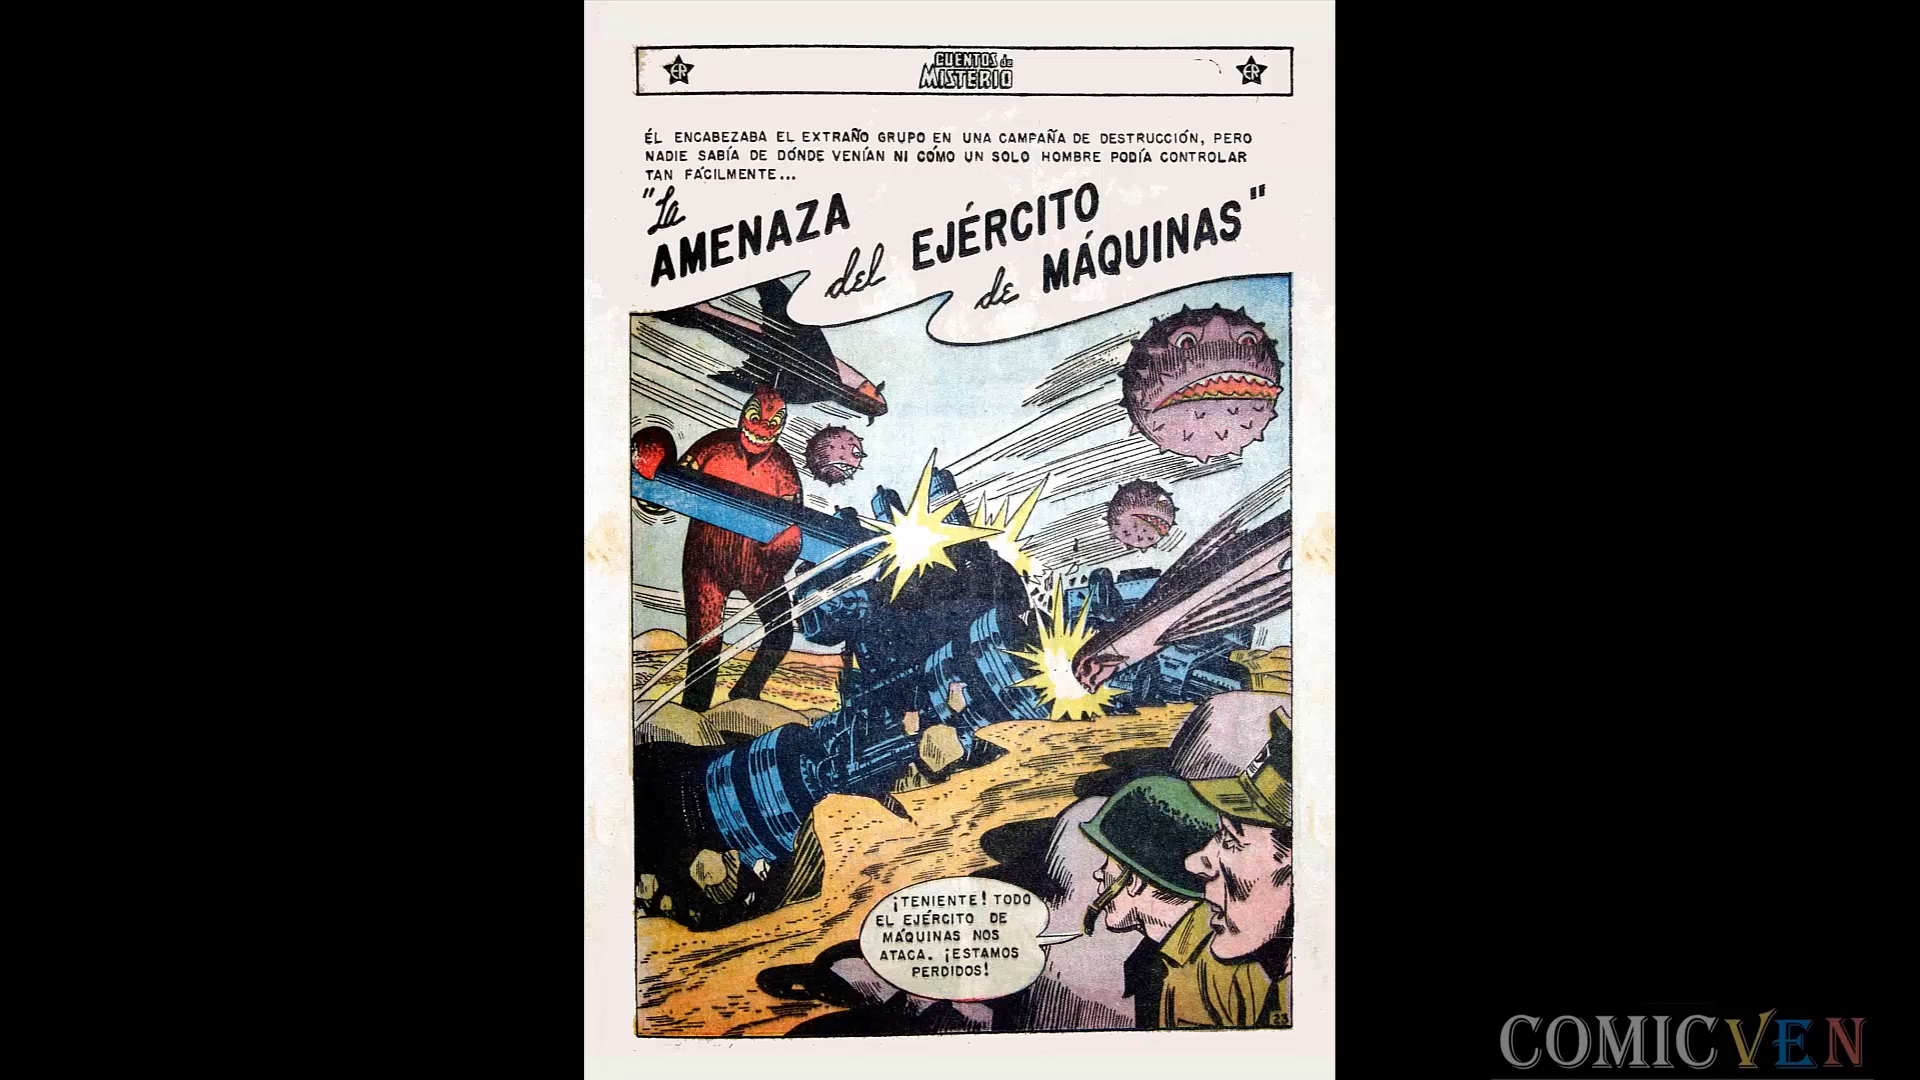 ER
CUENTOS de
MISTERIO
ER
ÉL ENCABEZABA EL EXTRAÑO GRUPO EN UNA CAMPAÑA DE DESTRUCCIÓN, PERO
NADIE SABÍA DE DÓNDE VENÍAN NI CÓMO UN SOLO HOMBRE PODÍA CONTROLAR
TAN FÁCILMENTE...
"La
AMENAZA
del EJÉRCITO
de MÁQUINAS"
¡TENIENTE! TODO
EL EJÉRCITO DE
MÁQUINAS NOS
ATACA. ¡ESTAMOS
PERDIDOS!
23
COMICVEN